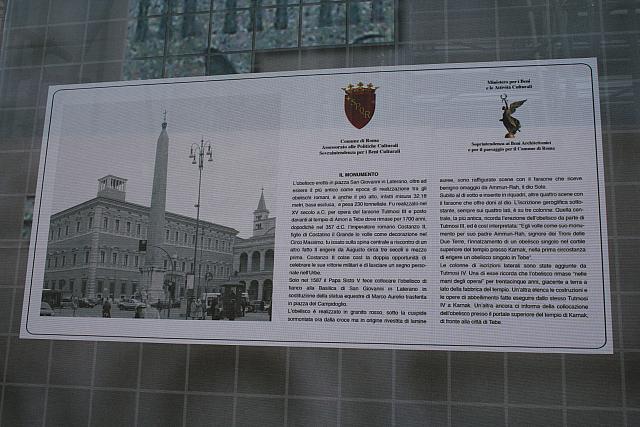 Comune di Roma
Assessorato alle Politiche Culturali
Sovraintendenza per i Beni Culturali
Ministero per i Beni
e le Attività Culturali
Soprintendenza ai Beni Architettonici
e per il paesaggio per il Comune di Roma
IL MONUMENTO
L'obelisco eretto in piazza San Giovanni in Laterano, oltre ad
essere il più antico come epoca di realizzazione tra gli
obelischi romani, è anche il più alto, infatti misura 32,18
metri, base esclusa, e pesa 230 tonnellate. Fu realizzato nel
XV secolo a.C. per opera del faraone Tutmosi III e posto
davanti al tempio di Amon a Tebe dove rimase per 1700 anni,
dopodiché nel 357 d.C. l'imperatore romano Costanzo II,
figlio di Costantino il Grande lo volle come decorazione nel
Circo Massimo. Fu issato sulla spina centrale a riscontro di un
altro fatto lì erigere da Augusto circa tre secoli e mezzo
prima. Costanzo II colse così la doppia opportunità di
celebrare le sue vittorie militari e di lasciare un segno perso-
nale nell'Urbe.
Solo nel 1587 il Papa Sisto V fece collocare l'obelisco di
fianco alla Basilica di San Giovanni in Laterano in
sostituzione della statua equestre di Marco Aurelio trasferita
in piazza del Campidoglio.
L'obelisco è realizzato in granito rosso, sotto la cuspide
sormontata ora dalla croce ma in origine rivestita di lamine
auree, sono raffigurate scene con il faraone che riceve
benigno omaggio da Ammun-Rah, il dio Sole.
Subito al di sotto e inserite in riquadri, altre quattro scene con
il faraone che offre doni al dio. L'iscrizione geroglifica sotto-
stante, sempre su quattro lati, è su tre colonne. Quella cen-
trale, la più antica, ricorda l'erezione dell'obelisco da parte di
Tutmosi III, ed è così interpretata: "Egli volle come suo monu-
mento per suo padre Ammun-Rah, signore dei Troni delle
Due Terre, l'innalzamento di un obelisco singolo nel cortile
superiore del tempio presso Karnak, nella prima circostanza
di erigere un obelisco singolo in Tebe".
Le colonne di iscrizioni laterali sono state aggiunte da
Tutmosi IV. Una di esse ricorda che l'obelisco rimase "nelle
mani degli operai" per trentacinque anni, giacente a terra a
lato della fabbrica del tempio. Un'altra elenca le costruzioni e
le opere di abbellimento fatte eseguire dallo stesso Tutmosi
IV a Karnak. Un'altra ancora di informa della collocazione
dell'obelisco presso il portale superiore del tempio di Karnak,
di fronte alla città di Tebe.